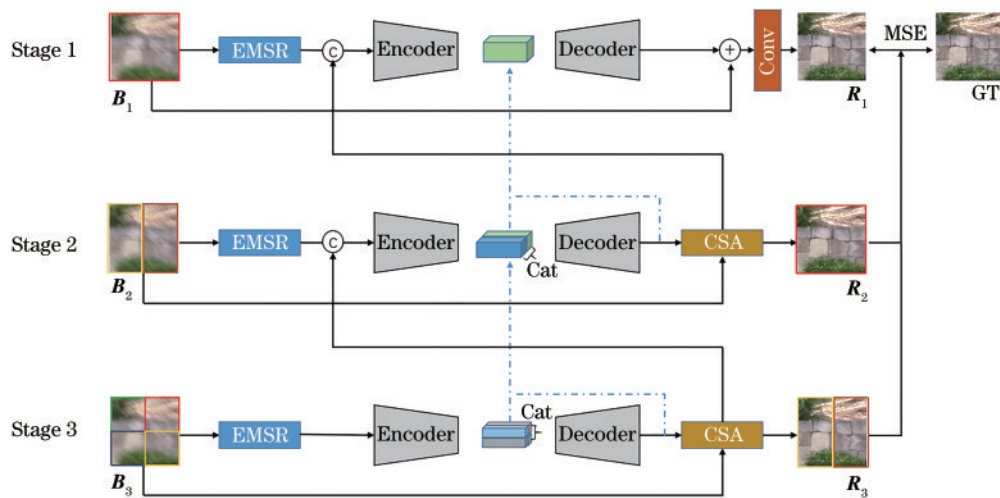 Stage 1
EMSR
C
Encoder
Decoder
+
Conv
MSE
B1
R1
GT
Stage 2
EMSR
C
Encoder
Cat
Decoder
CSA
B2
R2
Stage 3
EMSR
Encoder
Cat
Decoder
CSA
B3
R3